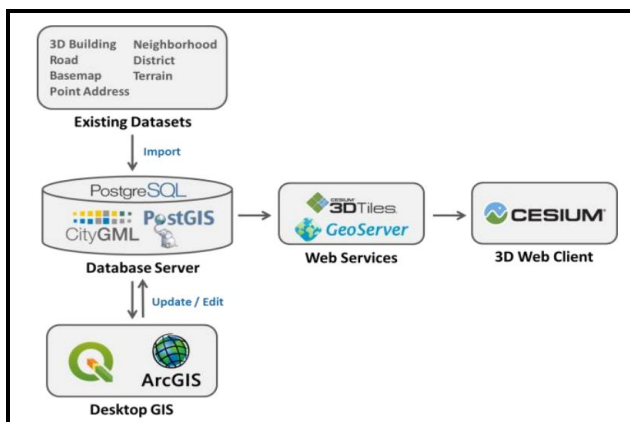 3D Building Neighborhood
Road District
Basemap Terrain
Point Address
Existing Datasets
Import
PostgreSQL
CityGML PostGIS
Database Server
CESIUM
3DTiles
GeoServer
Web Services
CESIUM
3D Web Client
Update / Edit
ArcGIS
Desktop GIS